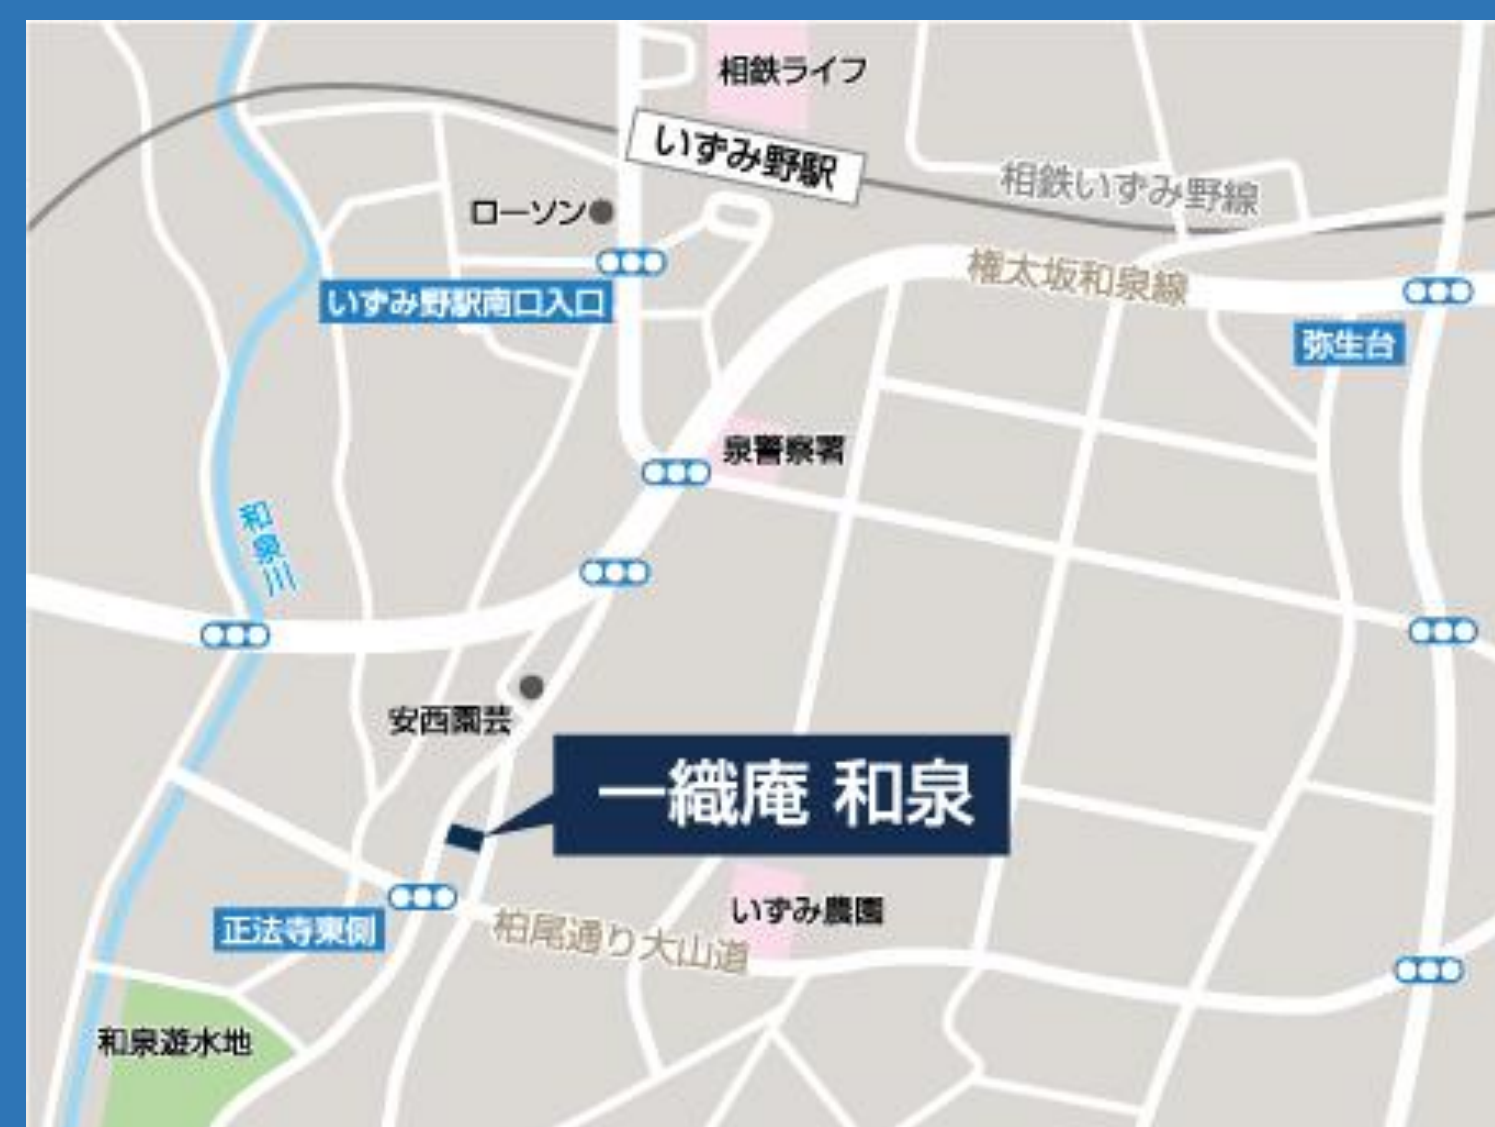 相鉄ライフ
いずみ野駅
相鉄いずみ野線
ローソン
権太坂和泉線
いずみ野駅南口入口
弥生台
泉警察署
和泉川
安西園芸
一織庵 和泉
いずみ農園
正法寺東側
柏尾通り大山道
和泉遊水地